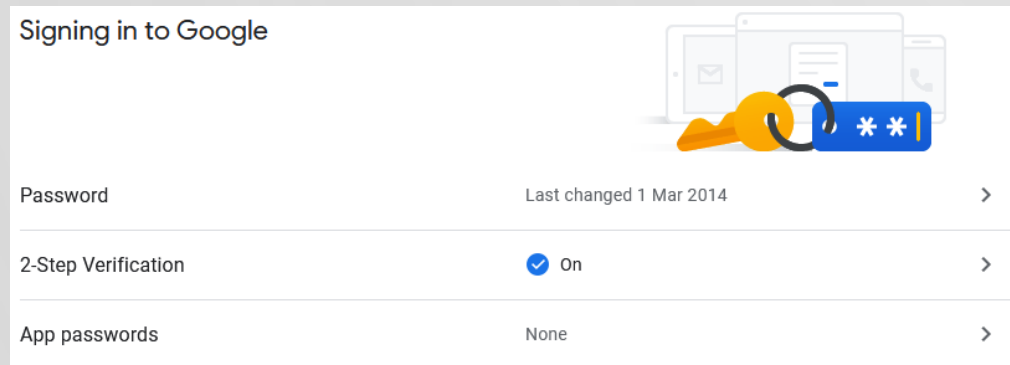 Signing in to Google
**
Password Last changed 1 Mar 2014
2-Step Verification On
App passwords None